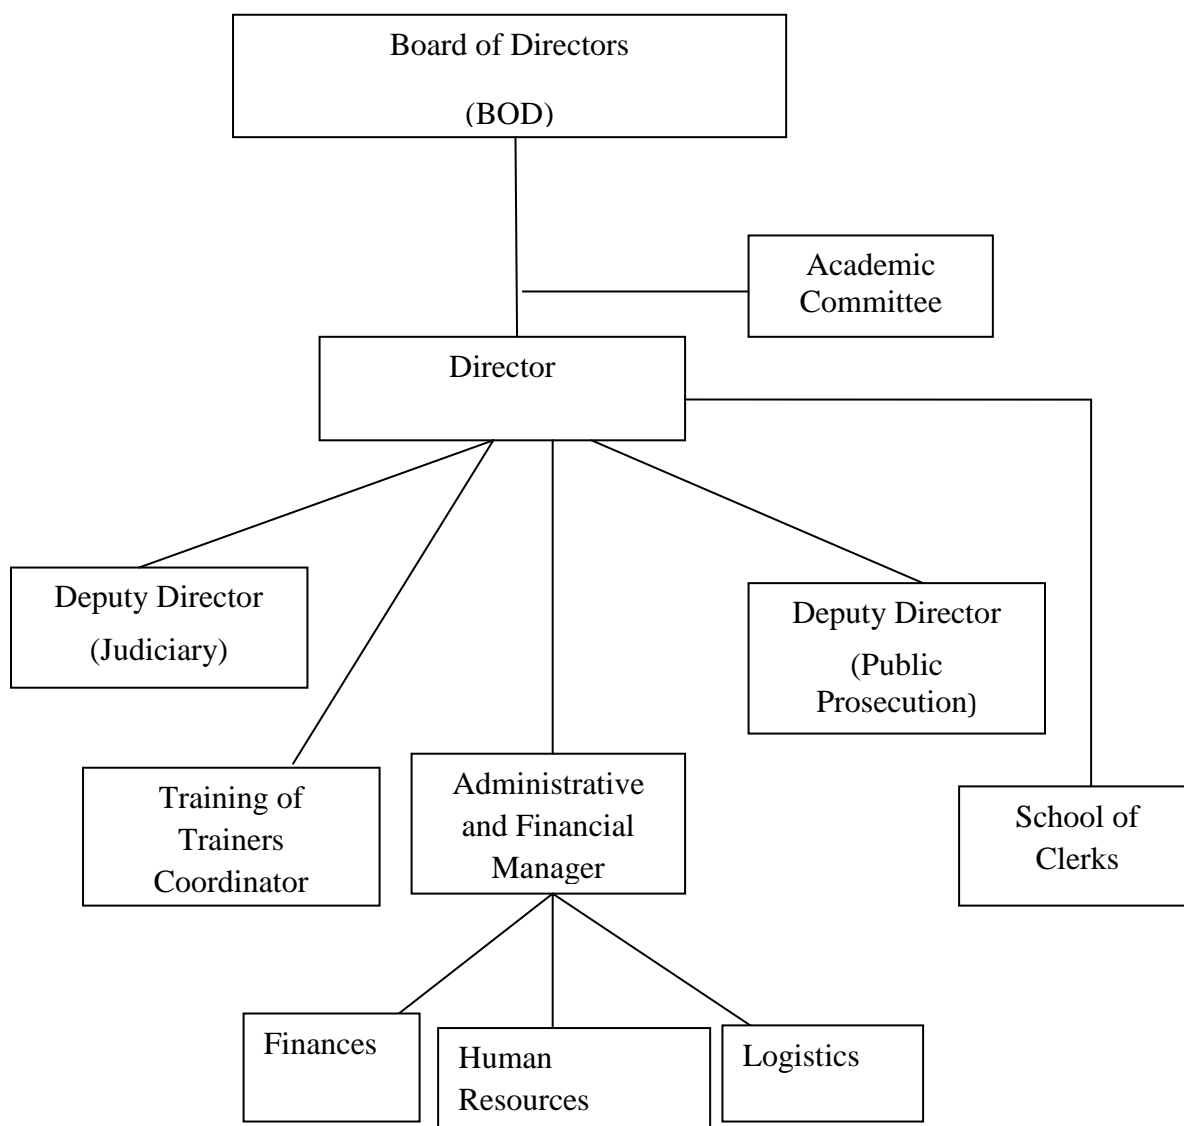 Board of Directors
(BOD)
Academic
Committee
Director
Deputy Director
(Judiciary)
Deputy Director
(Public
Prosecution)
Training of
Trainers
Coordinator
Administrative
and Financial
Manager
School of
Clerks
Finances
Human
Resources
Logistics